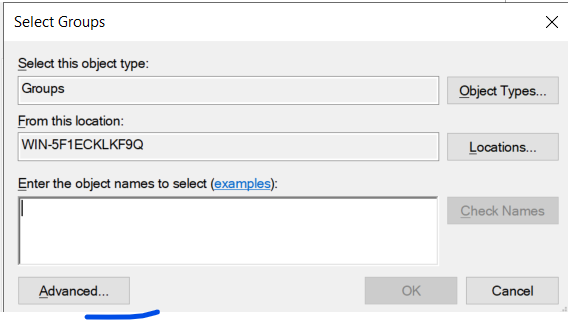 Select Groups
Select this object type:
Groups
Object Types...
From this location:
WIN-5F1ECKLKF9Q
Locations...
Enter the object names to select (examples):
Check Names
Advanced...
OK
Cancel